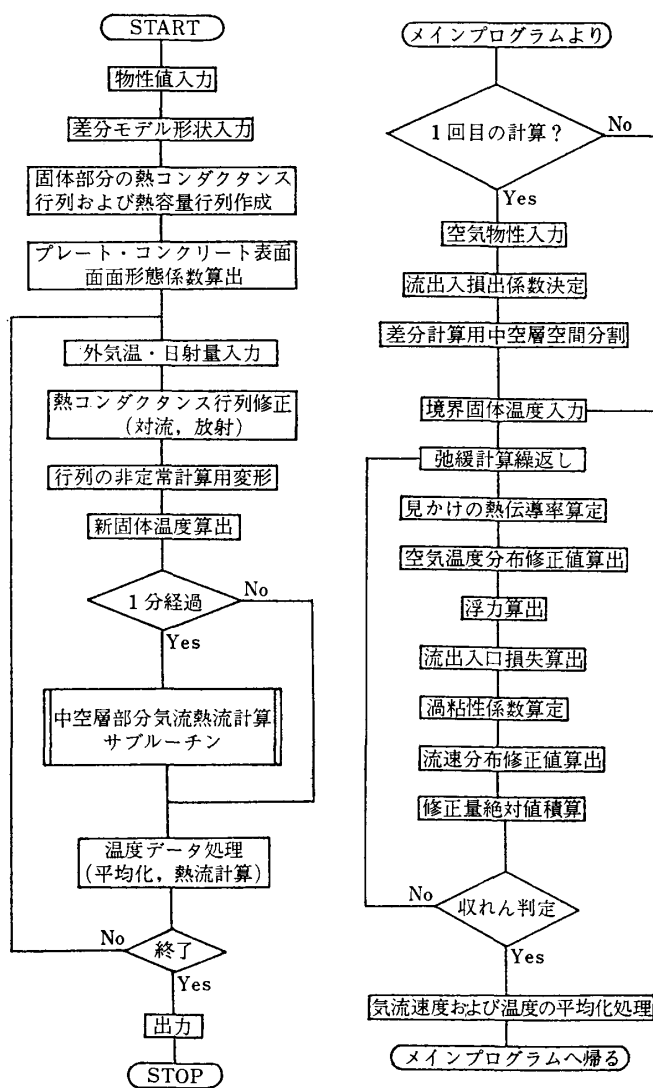 START
物性値入力
差分モデル形状入力
固体部分の熱コンダクタンス
行列および熱容量行列作成
プレート・コンクリート表面
面面形態係数算出
外気温・日射量入力
熱コンダクタンス行列修正
(対流，放射)
行列の非定常計算用変形
新固体温度算出
1分経過
No
Yes
中空層部分気流熱流計算
サブルーチン
温度データ処理
(平均化，熱流計算)
No
終了
Yes
出力
STOP
メインプログラムより
1回目の計算？
No
Yes
空気物性入力
流出入損出係数決定
差分計算用中空層空間分割
境界固体温度入力
弛緩計算繰返し
見かけの熱伝導率算定
空気温度分布修正値算出
浮力算出
流出入口損失算出
渦粘性係数算定
流速分布修正値算出
修正量絶対値積算
No
収れん判定
Yes
気流速度および温度の平均化処理
メインプログラムへ帰る